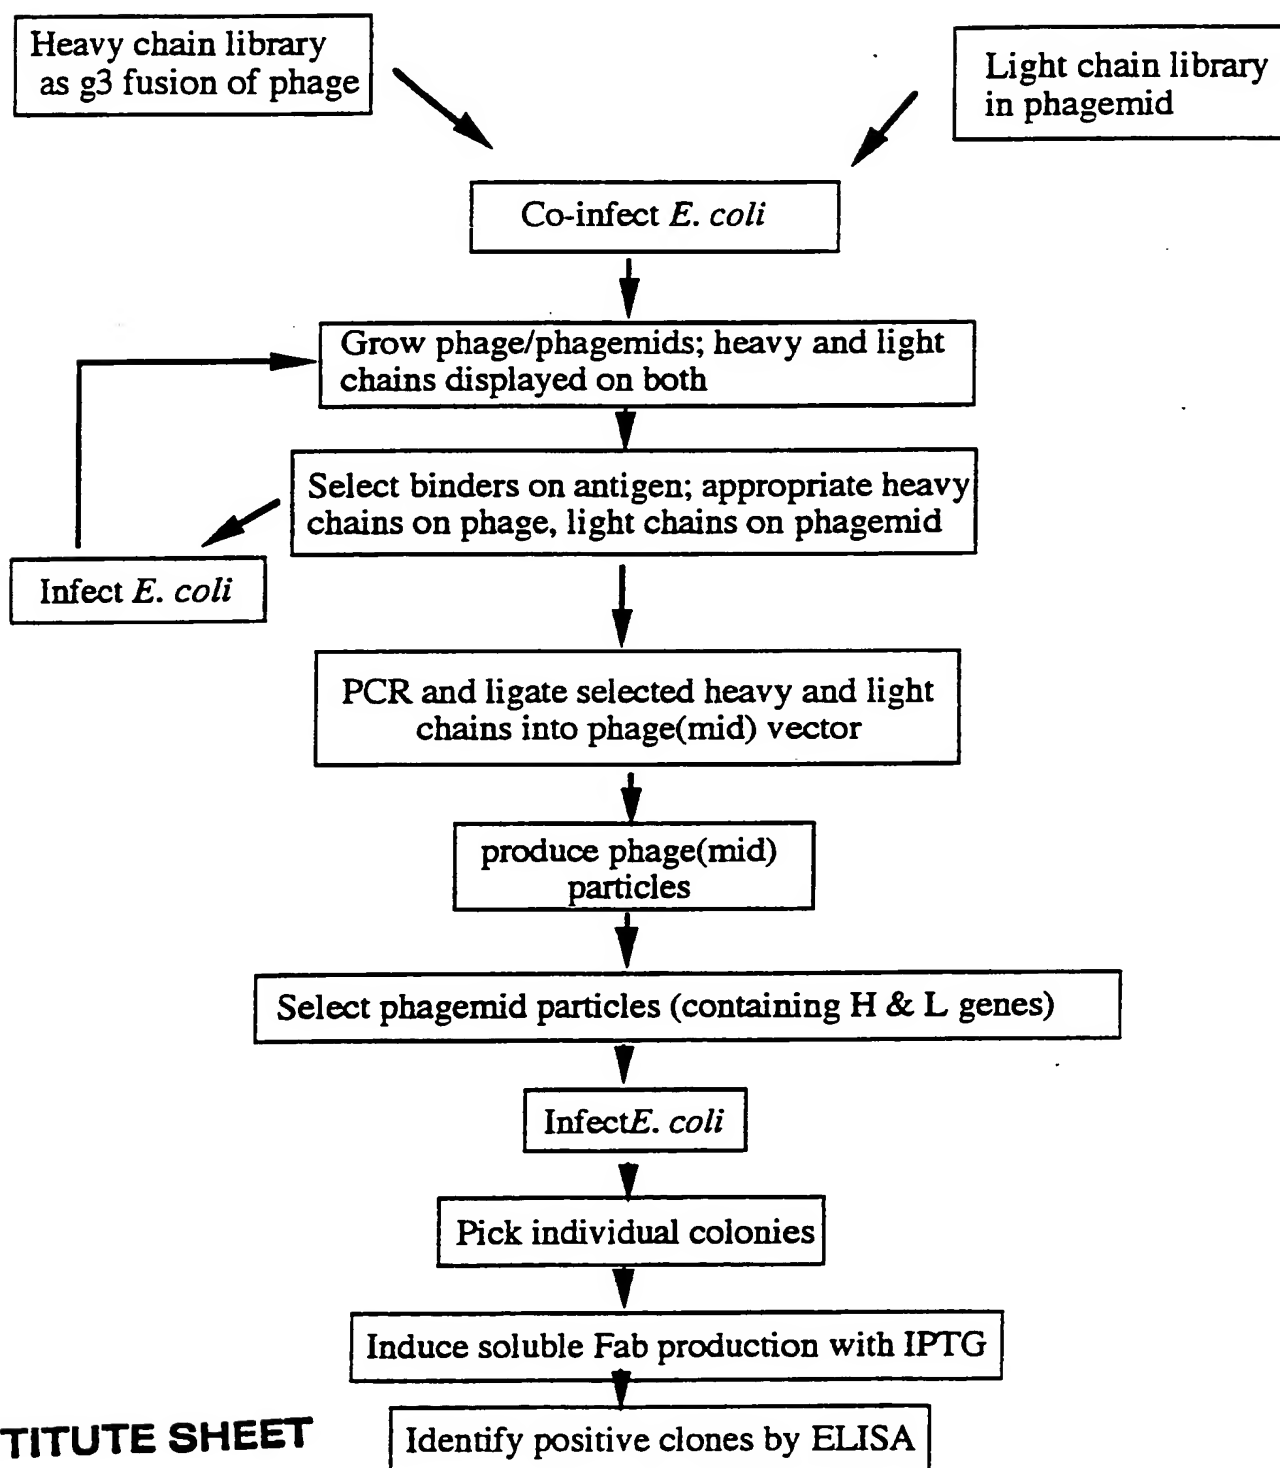 Heavy chain library
as g3 fusion of phage
Light chain library
in phagemid
Co-infect E. coli
Grow phage/phagemids; heavy and light
chains displayed on both
Select binders on antigen; appropriate heavy
chains on phage, light chains on phagemid
Infect E. coli
PCR and ligate selected heavy and light
chains into phage(mid) vector
produce phage(mid)
particles
Select phagemid particles (containing H & L genes)
InfectE. coli
Pick individual colonies
Induce soluble Fab production with IPTG
TITUTE SHEET
Identify positive clones by ELISA